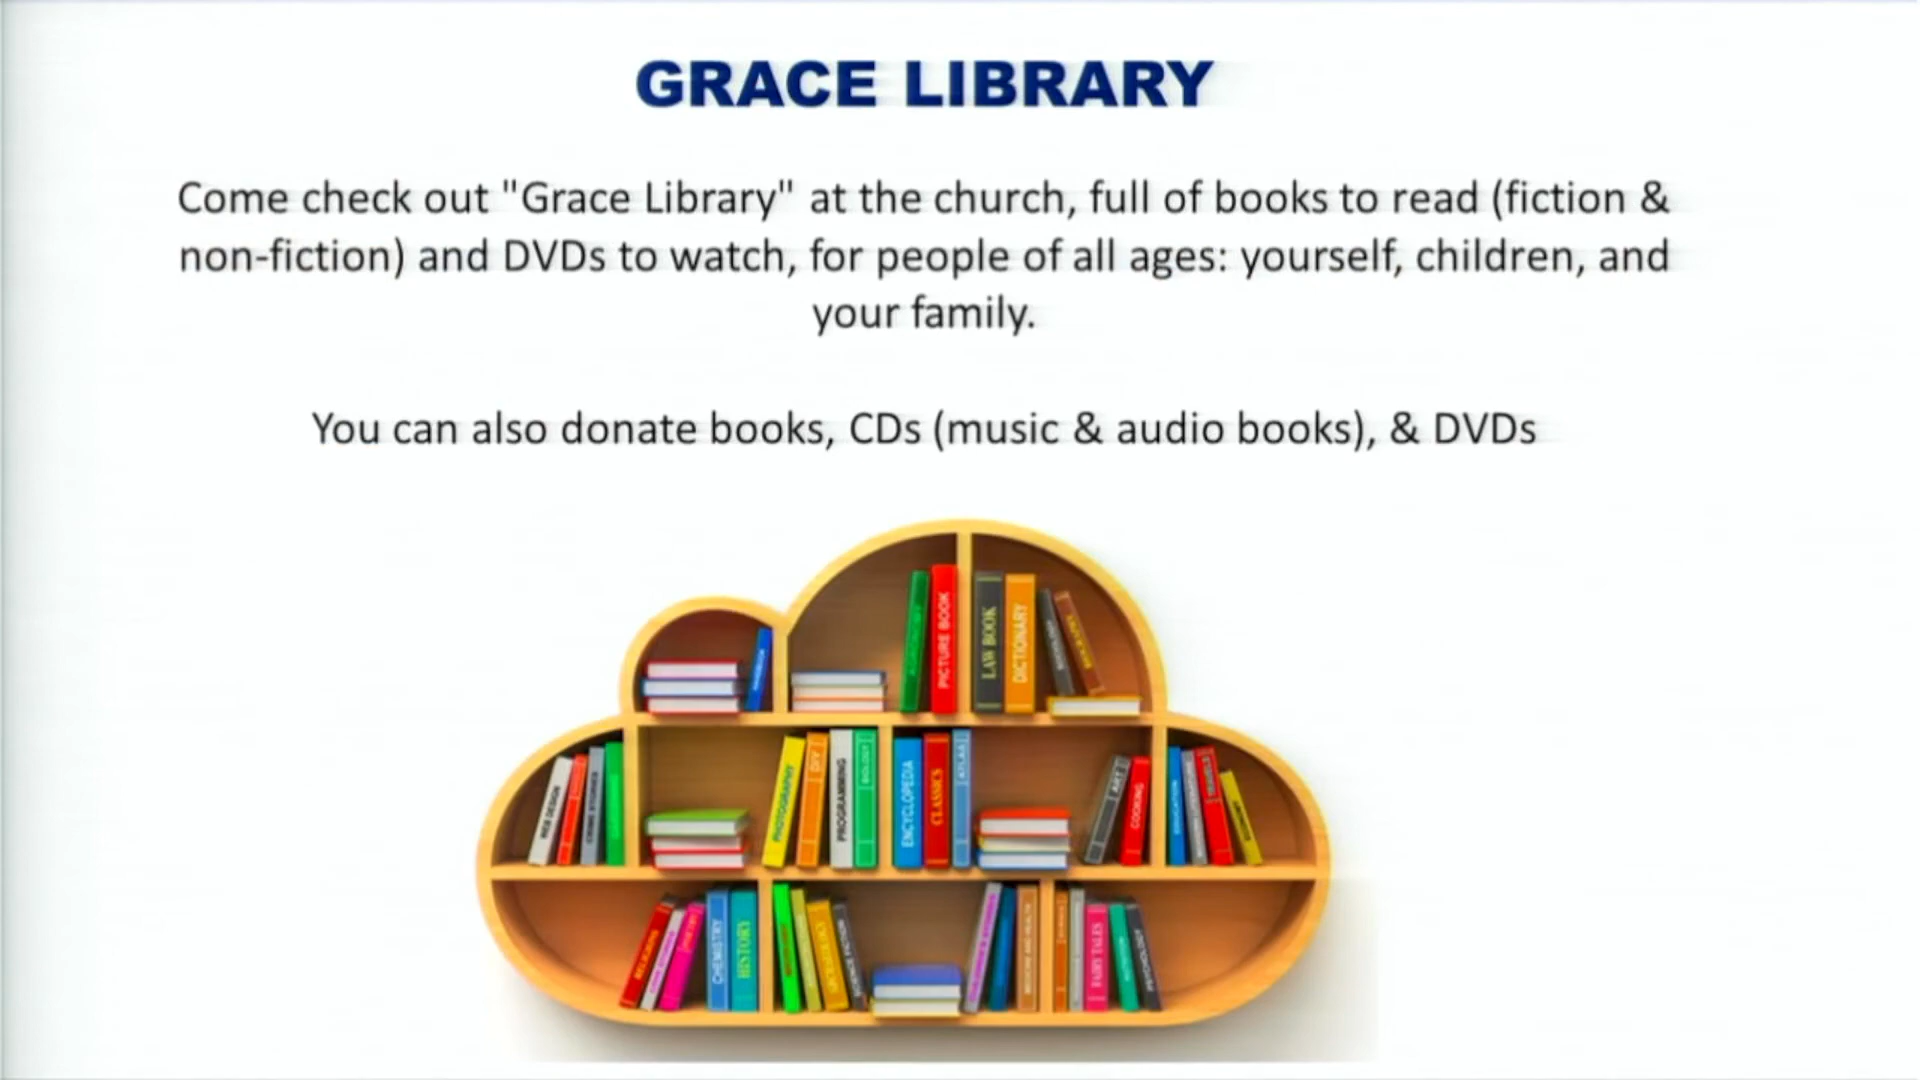 GRACE LIBRARY
Come check out "Grace Library" at the church, full of books to read (fiction &
non-fiction) and DVDs to watch, for people of all ages: yourself, children, and
your family.
You can also donate books, CDs (music & audio books), & DVDs
PICTURE BOOK
LAW BOOK
DICTIONARY
WEB DESIGN
PHOTOGRAPHY
DIY
PROGRAMMING
BIOLOGY
ENCYCLOPEDIA
CLASSICS
ATLAS
ART
COOKING
TRAVELS
CHEMISTRY
HISTORY
FAIRY TALES